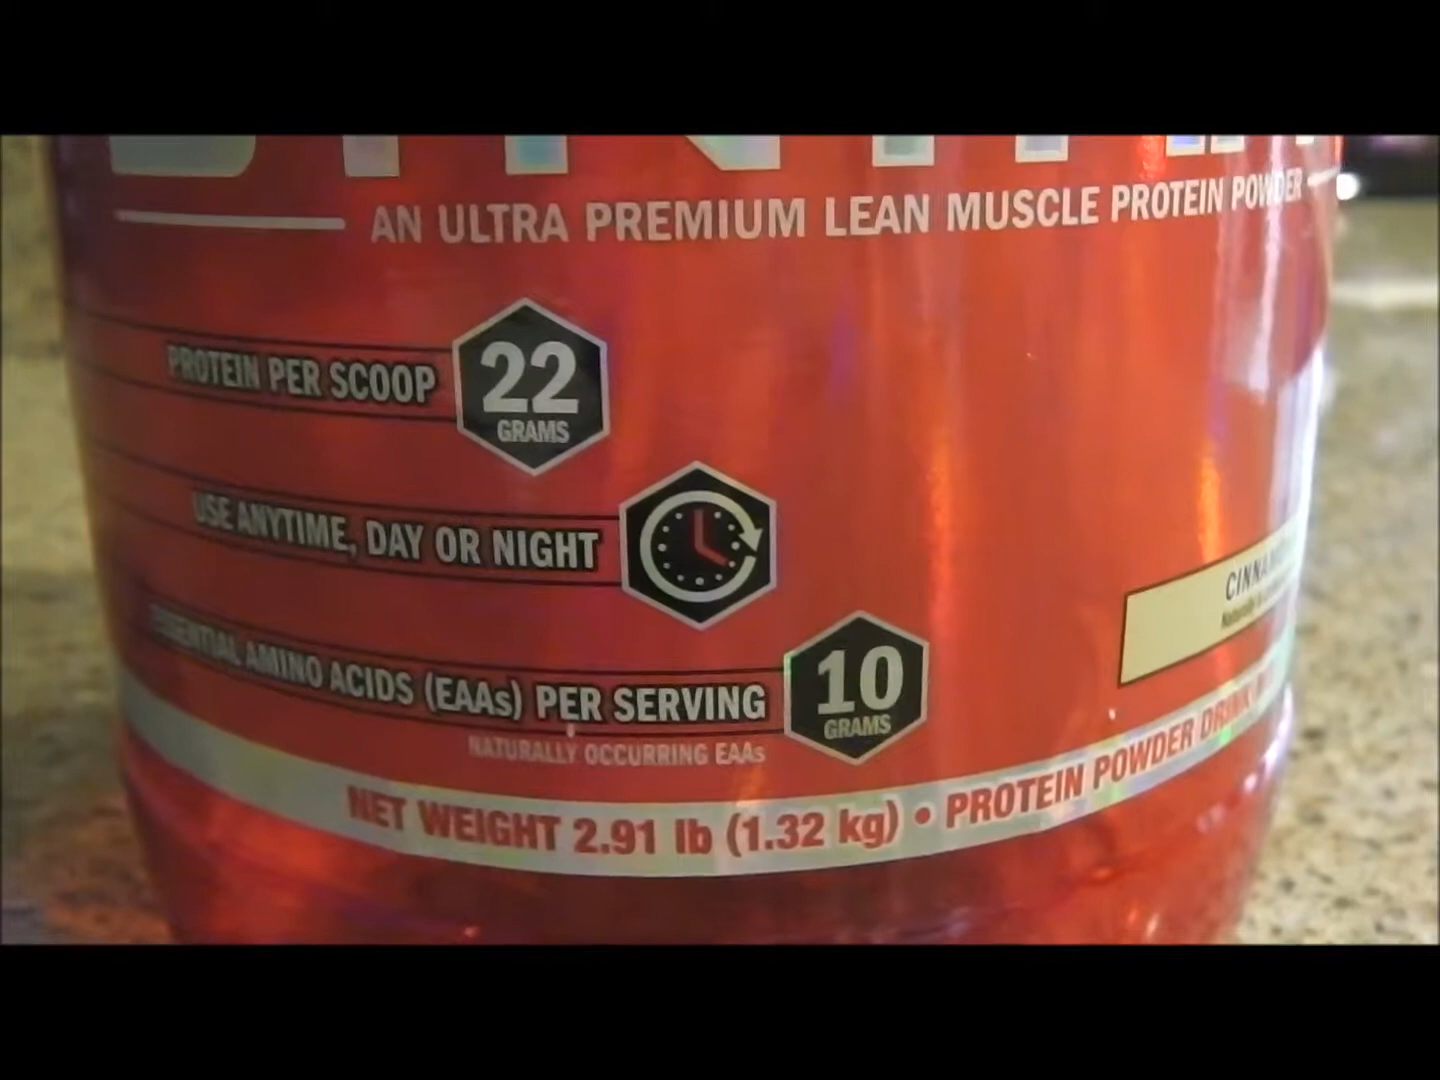 AN ULTRA PREMIUM LEAN MUSCLE PROTEIN POWDER
PROTEIN PER SCOOP
22
GRAMS
USE ANYTIME, DAY OR NIGHT
ESSENTIAL AMINO ACIDS (EAAs) PER SERVING
10
GRAMS
NATURALLY OCCURRING EAAs
NET WEIGHT 2.91 lb (1.32 kg) • PROTEIN POWDER DRINK